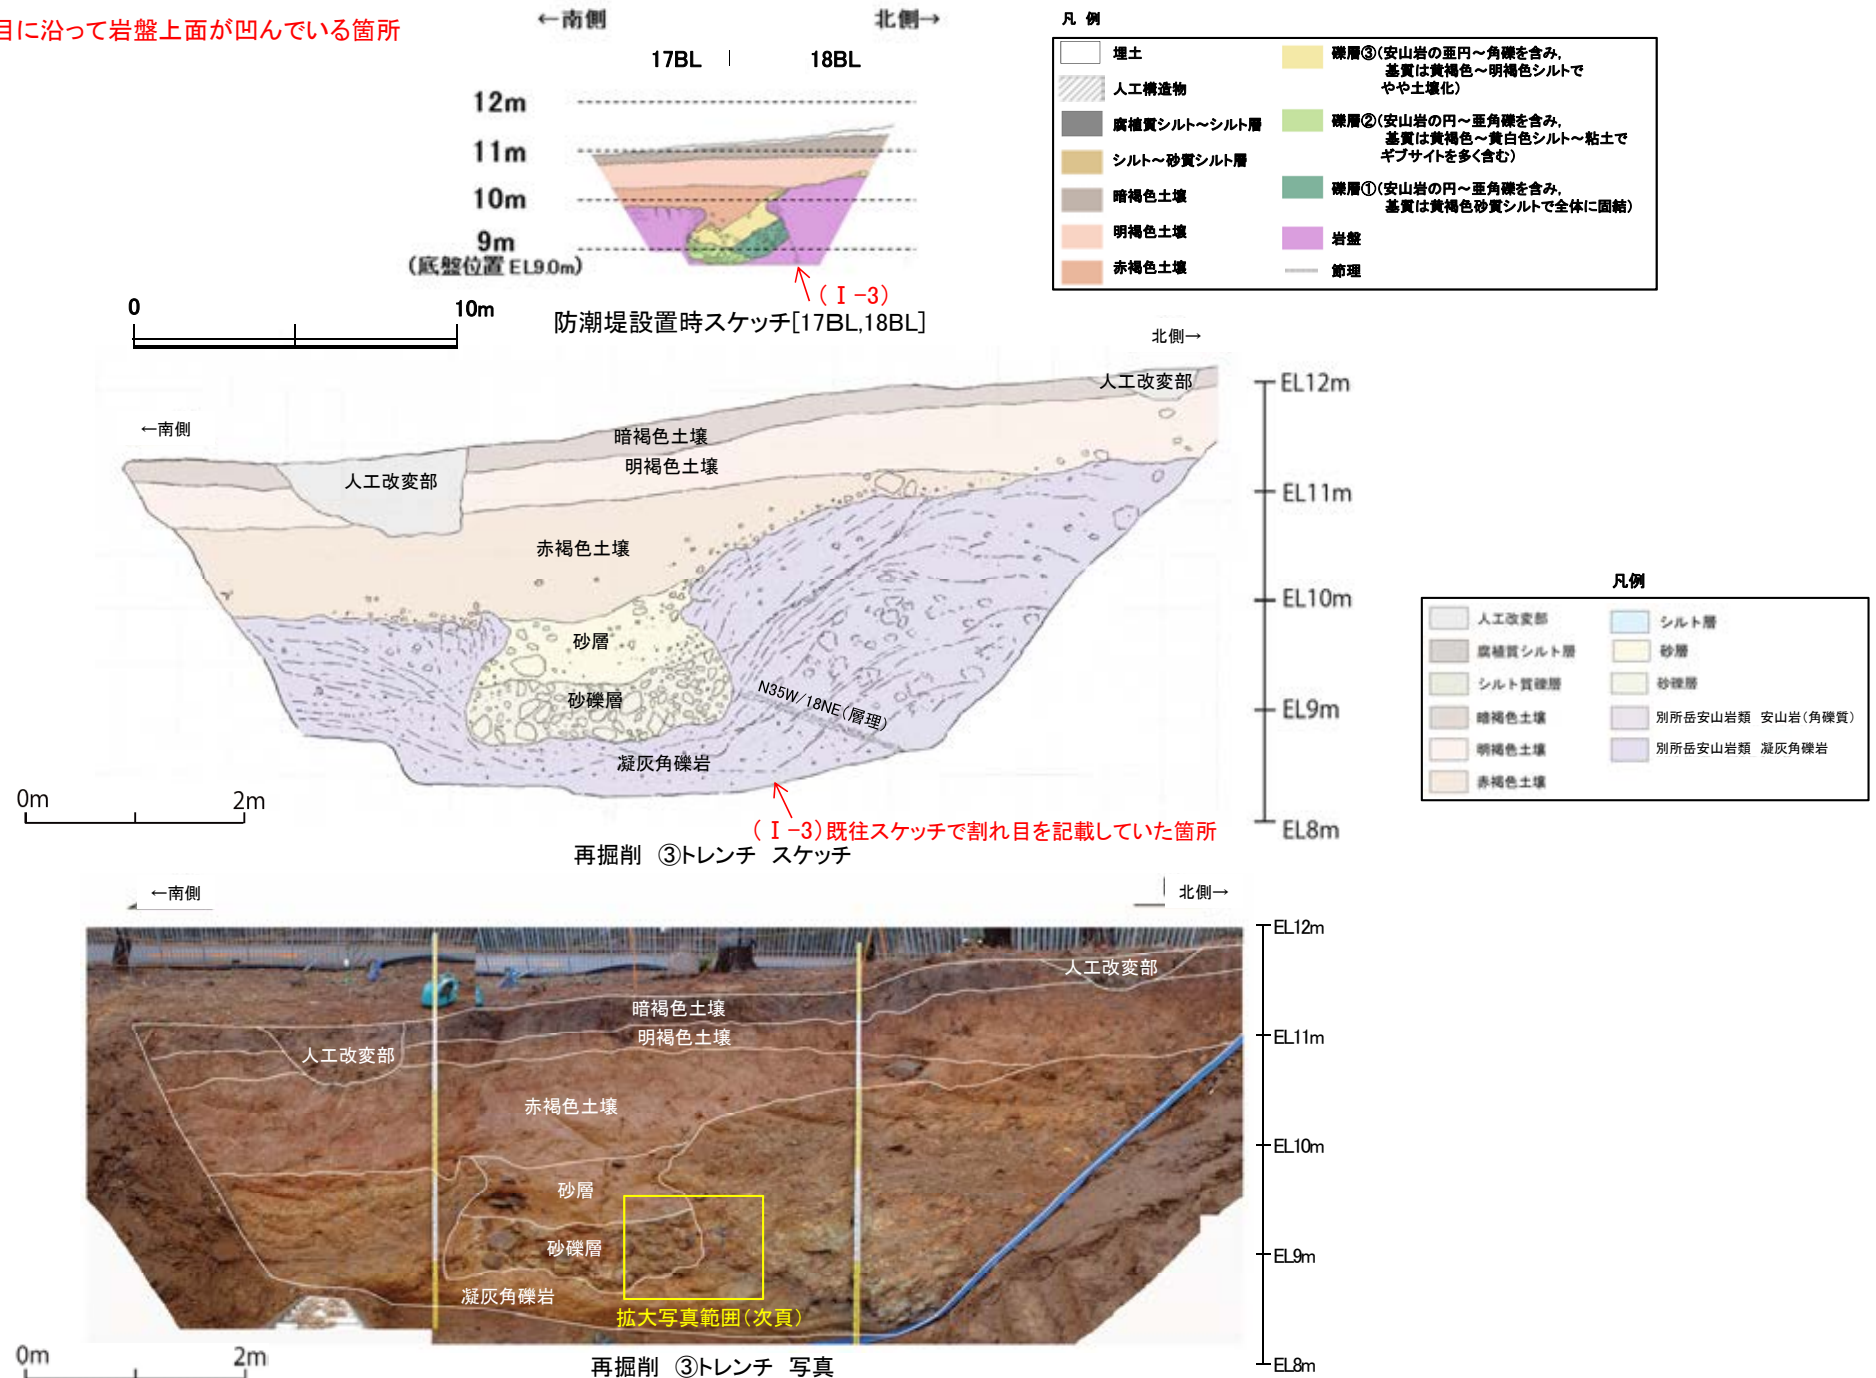 目に沿って岩盤上面が凹んでいる箇所
←南側
北側→
17BL
18BL
12m
11m
10m
9m
(底盤位置 EL9.0m)
(Ⅰ-3)
防潮堤設置時スケッチ[17BL,18BL]
0
10m
凡 例
埋土
人工構造物
腐植質シルト～シルト層
シルト～砂質シルト層
暗褐色土壌
明褐色土壌
赤褐色土壌
礫層③(安山岩の亜円～角礫を含み,
基質は黄褐色～明褐色シルトで
やや土壌化)
礫層②(安山岩の円～亜角礫を含み,
基質は黄褐色～黄白色シルト～粘土で
ギブサイトを多く含む)
礫層①(安山岩の円～亜角礫を含み,
基質は黄褐色砂質シルトで全体に固結)
岩盤
節理
北側→
←南側
人工改変部
暗褐色土壌
明褐色土壌
人工改変部
赤褐色土壌
砂層
砂礫層
N35W/18NE(層理)
凝灰角礫岩
EL12m
EL11m
EL10m
EL9m
EL8m
0m
2m
(Ⅰ-3)既往スケッチで割れ目を記載していた箇所
再掘削 ③トレンチ スケッチ
凡例
人工改変部
腐植質シルト層
シルト質礫層
暗褐色土壌
明褐色土壌
赤褐色土壌
シルト層
砂層
砂礫層
別所岳安山岩類 安山岩(角礫質)
別所岳安山岩類 凝灰角礫岩
←南側
北側→
人工改変部
暗褐色土壌
明褐色土壌
人工改変部
赤褐色土壌
砂層
砂礫層
凝灰角礫岩
拡大写真範囲(次頁)
EL12m
EL11m
EL10m
EL9m
EL8m
0m
2m
再掘削 ③トレンチ 写真